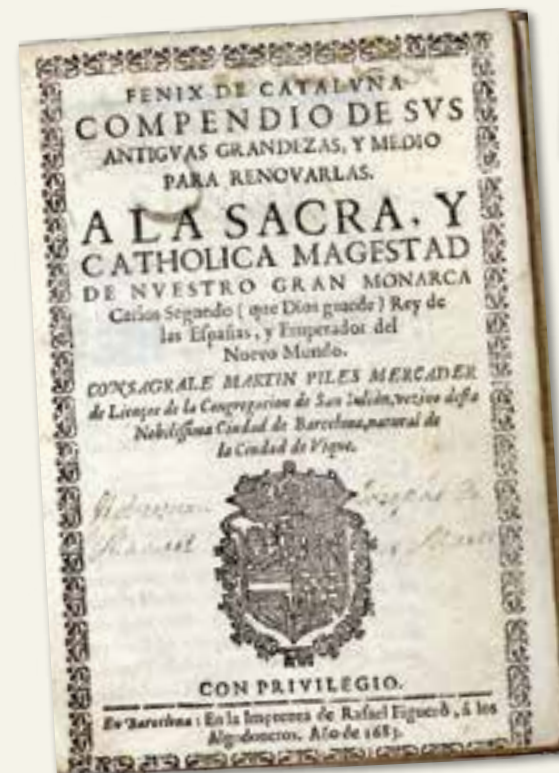 FENIX DE CATALVNA
COMPENDIO DE SVS
ANTIGVAS GRANDEZAS, Y MEDIO
PARA RENOVARLAS.
A LA SACRA, Y
CATHOLICA MAGESTAD
DE NVESTRO GRAN MONARCA
Carlos Segundo ( que Dios guarde ) Rey de
las Españas, y Emperador del
Nuevo Mundo.
CONSAGRALE MARTIN PILES MERCADER
de Lienços de la Congregacion de San Iulián, vezino desta
Nobilissima Ciudad de Barcelona, natural de
la Ciudad de Vique.
CON PRIVILEGIO.
En Barcelona : En la Imprenta de Rafael Figuerò, à los
Algodoneros. Año de 1683.